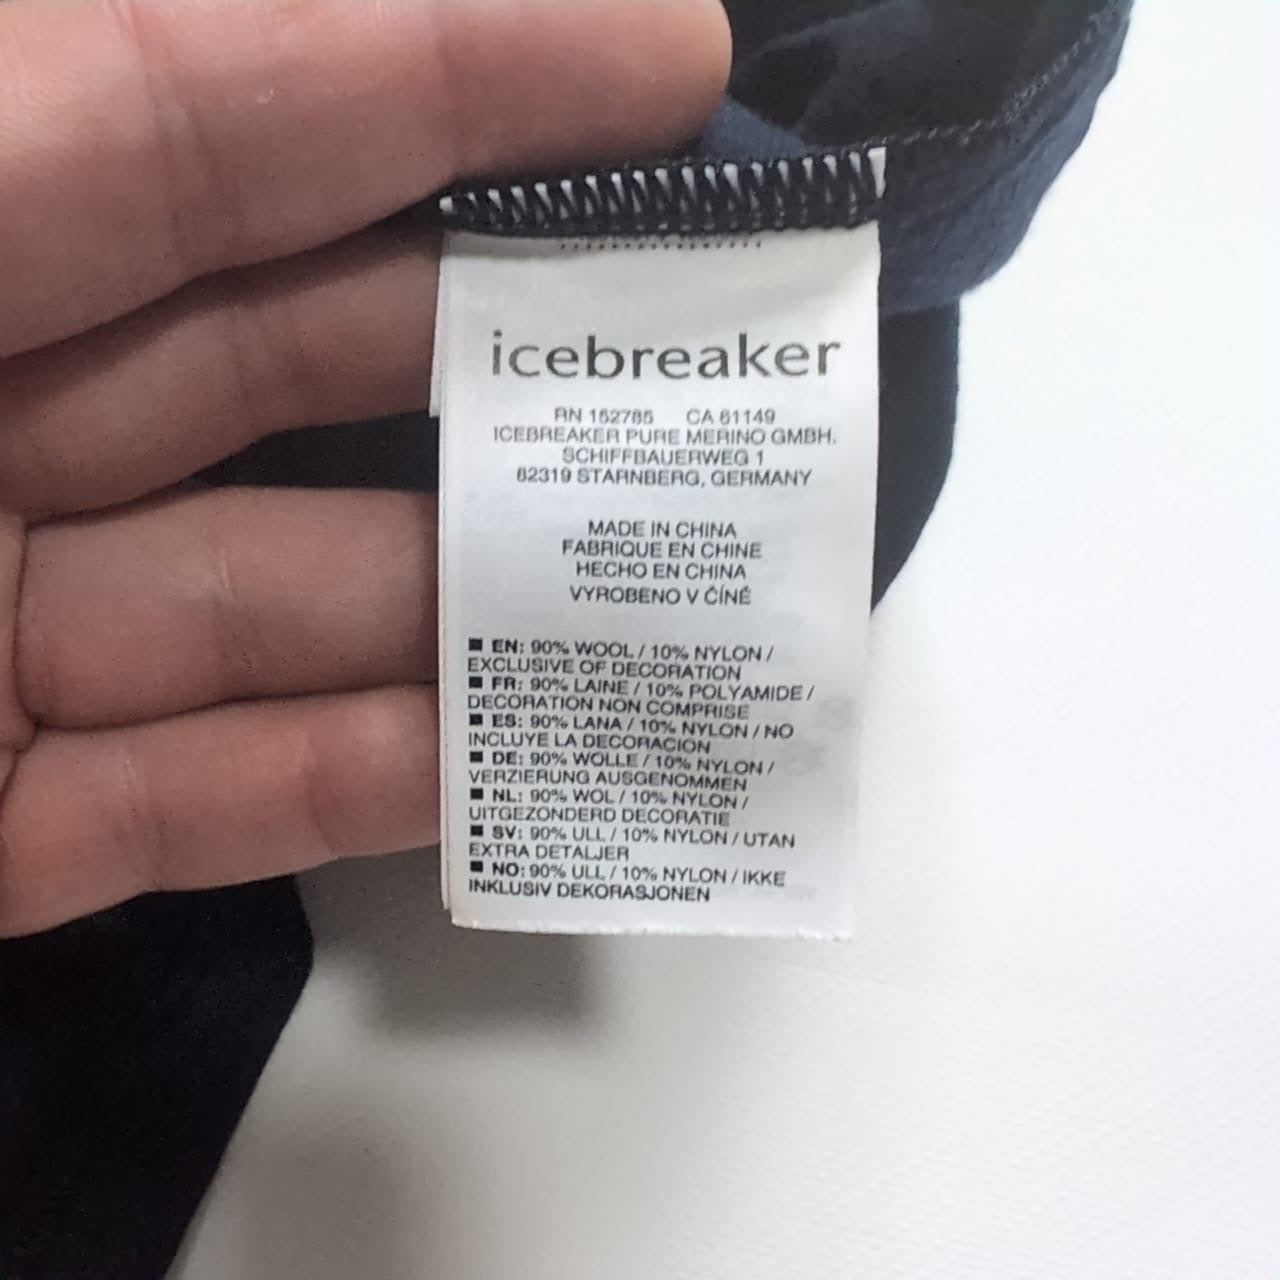 icebreaker
RN 152785 CA 61149
ICEBREAKER PURE MERINO GMBH.
SCHIFFBAUERWEG 1
82319 STARNBERG, GERMANY
MADE IN CHINA
FABRIQUE EN CHINE
HECHO EN CHINA
VYROBENO V ČÍNĚ
■ EN: 90% WOOL / 10% NYLON /
EXCLUSIVE OF DECORATION
■ FR: 90% LAINE / 10% POLYAMIDE /
DECORATION NON COMPRISE
■ ES: 90% LANA / 10% NYLON / NO
INCLUYE LA DECORACION
■ DE: 90% WOLLE / 10% NYLON /
VERZIERUNG AUSGENOMMEN
■ NL: 90% WOL / 10% NYLON /
UITGEZONDERD DECORATIE
■ SV: 90% ULL / 10% NYLON / UTAN
EXTRA DETALJER
■ NO: 90% ULL / 10% NYLON / IKKE
INKLUSIV DEKORASJONEN